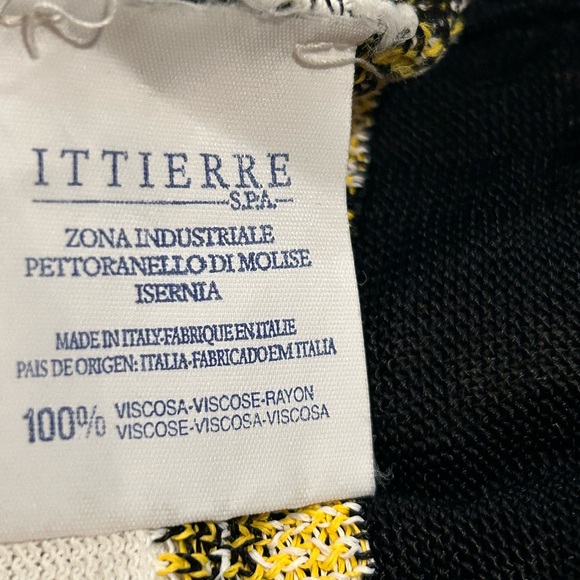 ITTIERRE
S.P.A.
ZONA INDUSTRIALE
PETTORANELLO DI MOLISE
ISERNIA
MADE IN ITALY-FABRIQUE EN ITALIE
PAIS DE ORIGEN: ITALIA-FABRICADO EM ITALIA
100% VISCOSA-VISCOSE-RAYON
VISCOSE-VISCOSA-VISCOSA